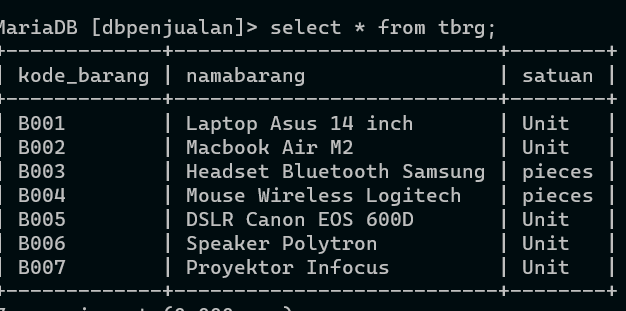 MariaDB [dbpenjualan]> select * from tbrg;
+-------------+----------------------------+--------+
| kode_barang | namabarang | satuan |
+-------------+----------------------------+--------+
| B001 | Laptop Asus 14 inch | Unit |
| B002 | Macbook Air M2 | Unit |
| B003 | Headset Bluetooth Samsung | pieces |
| B004 | Mouse Wireless Logitech | pieces |
| B005 | DSLR Canon EOS 600D | Unit |
| B006 | Speaker Polytron | Unit |
| B007 | Proyektor Infocus | Unit |
+-------------+----------------------------+--------+